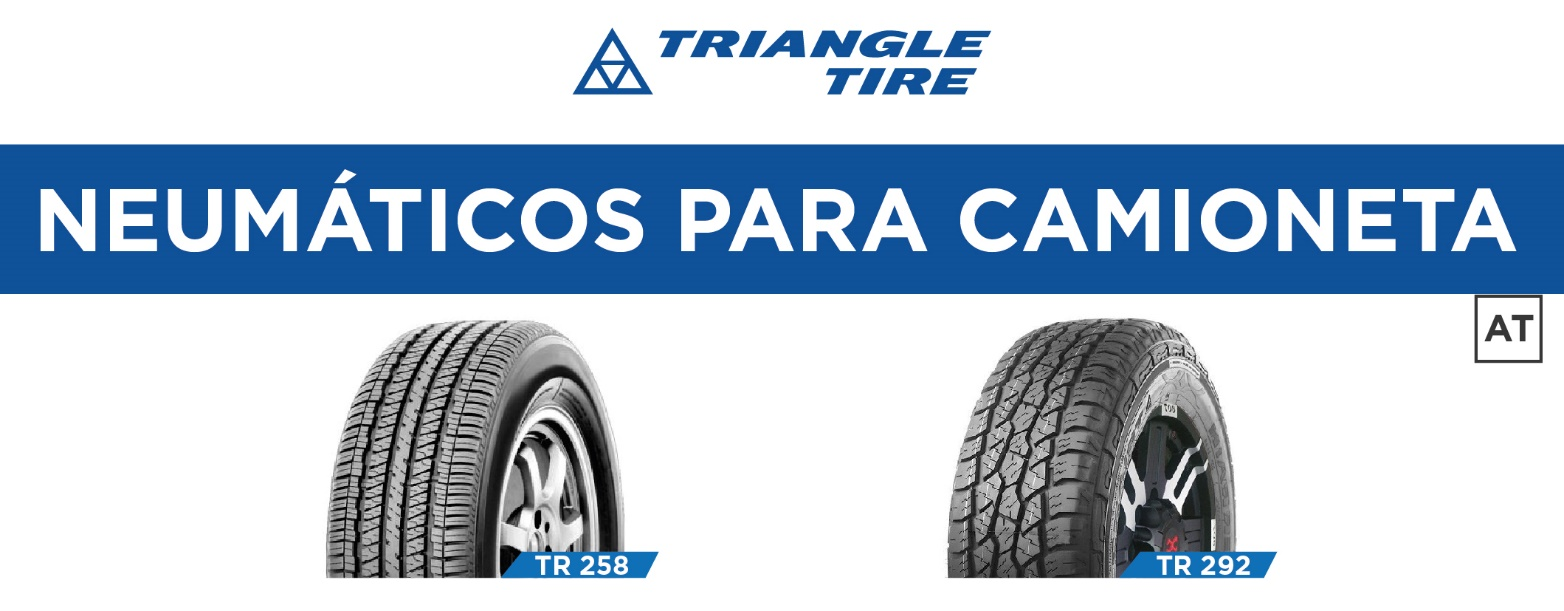 TRIANGLE
TIRE
NEUMÁTICOS PARA CAMIONETA
AT
TR 258
TR 292